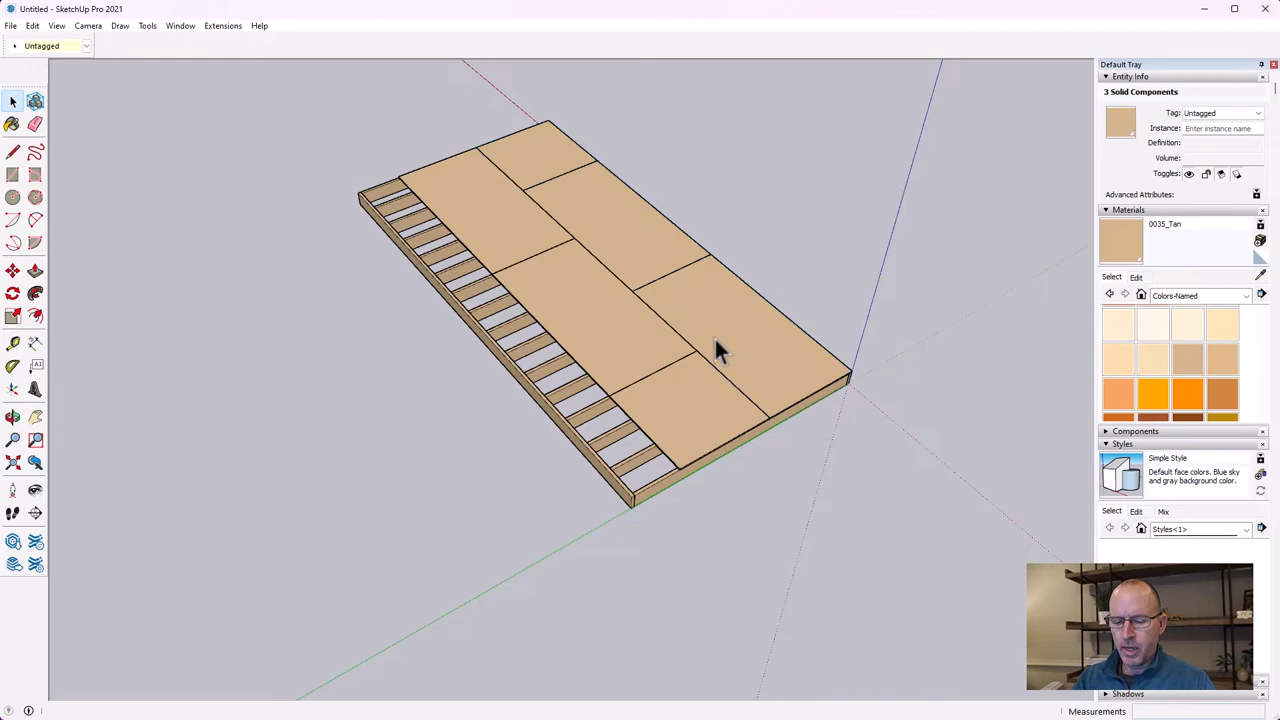 Untitled - SketchUp Pro 2021
File Edit View Camera Draw Tools Window Extensions Help
Untagged
Default Tray
Entity Info
3 Solid Components
Tag: Untagged
Instance: Enter instance name
Definition:
Volume:
Toggles:
Advanced Attributes:
Materials
0035_Tan
Select Edit
Colors-Named
Components
Styles
Simple Style
Default face colors. Blue sky
and gray background color.
Select Edit Mix
Styles<1>
Shadows
Measurements